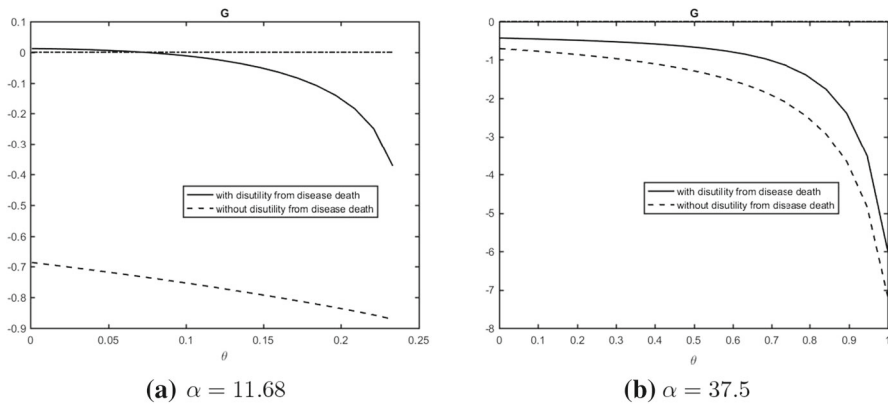 G
0.1
0
-0.1
-0.2
-0.3
-0.4
-0.5
-0.6
-0.7
-0.8
-0.9
with disutility from disease death
without disutility from disease death
0 0.05 0.1 0.15 0.2 0.25
θ
(a) α = 11.68
G
0
-1
-2
-3
-4
-5
-6
-7
-8
with disutility from disease death
without disutility from disease death
0 0.1 0.2 0.3 0.4 0.5 0.6 0.7 0.8 0.9 1
θ
(b) α = 37.5